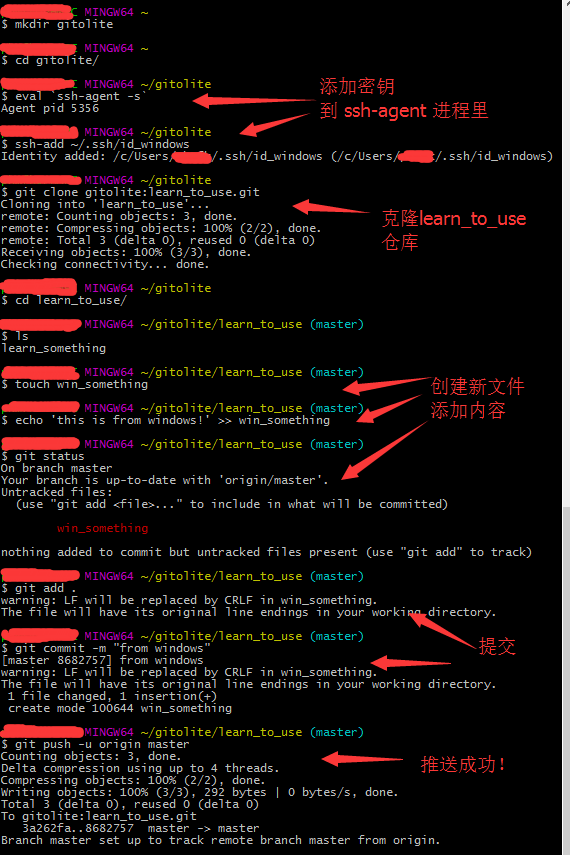 MINGW64 ~
$ mkdir gitolite
MINGW64 ~
$ cd gitolite/
MINGW64 ~/gitolite
$ eval `ssh-agent -s`
Agent pid 5356
添加密钥
到 ssh-agent 进程里
MINGW64 ~/gitolite
$ ssh-add ~/.ssh/id_windows
Identity added: /c/Users/ /.ssh/id_windows (/c/Users/ /.ssh/id_windows)
MINGW64 ~/gitolite
$ git clone gitolite:learn_to_use.git
Cloning into 'learn_to_use'...
remote: Counting objects: 3, done.
remote: Compressing objects: 100% (2/2), done.
remote: Total 3 (delta 0), reused 0 (delta 0)
Receiving objects: 100% (3/3), done.
Checking connectivity... done.
克隆learn_to_use
仓库
MINGW64 ~/gitolite
$ cd learn_to_use/
MINGW64 ~/gitolite/learn_to_use (master)
$ ls
learn_something
MINGW64 ~/gitolite/learn_to_use (master)
$ touch win_something
MINGW64 ~/gitolite/learn_to_use (master)
$ echo 'this is from windows!' >> win_something
创建新文件
添加内容
MINGW64 ~/gitolite/learn_to_use (master)
$ git status
On branch master
Your branch is up-to-date with 'origin/master'.
Untracked files:
(use "git add <file>..." to include in what will be committed)
win_something
nothing added to commit but untracked files present (use "git add" to track)
MINGW64 ~/gitolite/learn_to_use (master)
$ git add .
warning: LF will be replaced by CRLF in win_something.
The file will have its original line endings in your working directory.
MINGW64 ~/gitolite/learn_to_use (master)
$ git commit -m "from windows"
[master 8682757] from windows
warning: LF will be replaced by CRLF in win_something.
The file will have its original line endings in your working directory.
1 file changed, 1 insertion(+)
create mode 100644 win_something
提交
MINGW64 ~/gitolite/learn_to_use (master)
$ git push -u origin master
Counting objects: 3, done.
Delta compression using up to 4 threads.
Compressing objects: 100% (2/2), done.
Writing objects: 100% (3/3), 292 bytes | 0 bytes/s, done.
Total 3 (delta 0), reused 0 (delta 0)
To gitolite:learn_to_use.git
3a262fa..8682757 master -> master
Branch master set up to track remote branch master from origin.
推送成功！